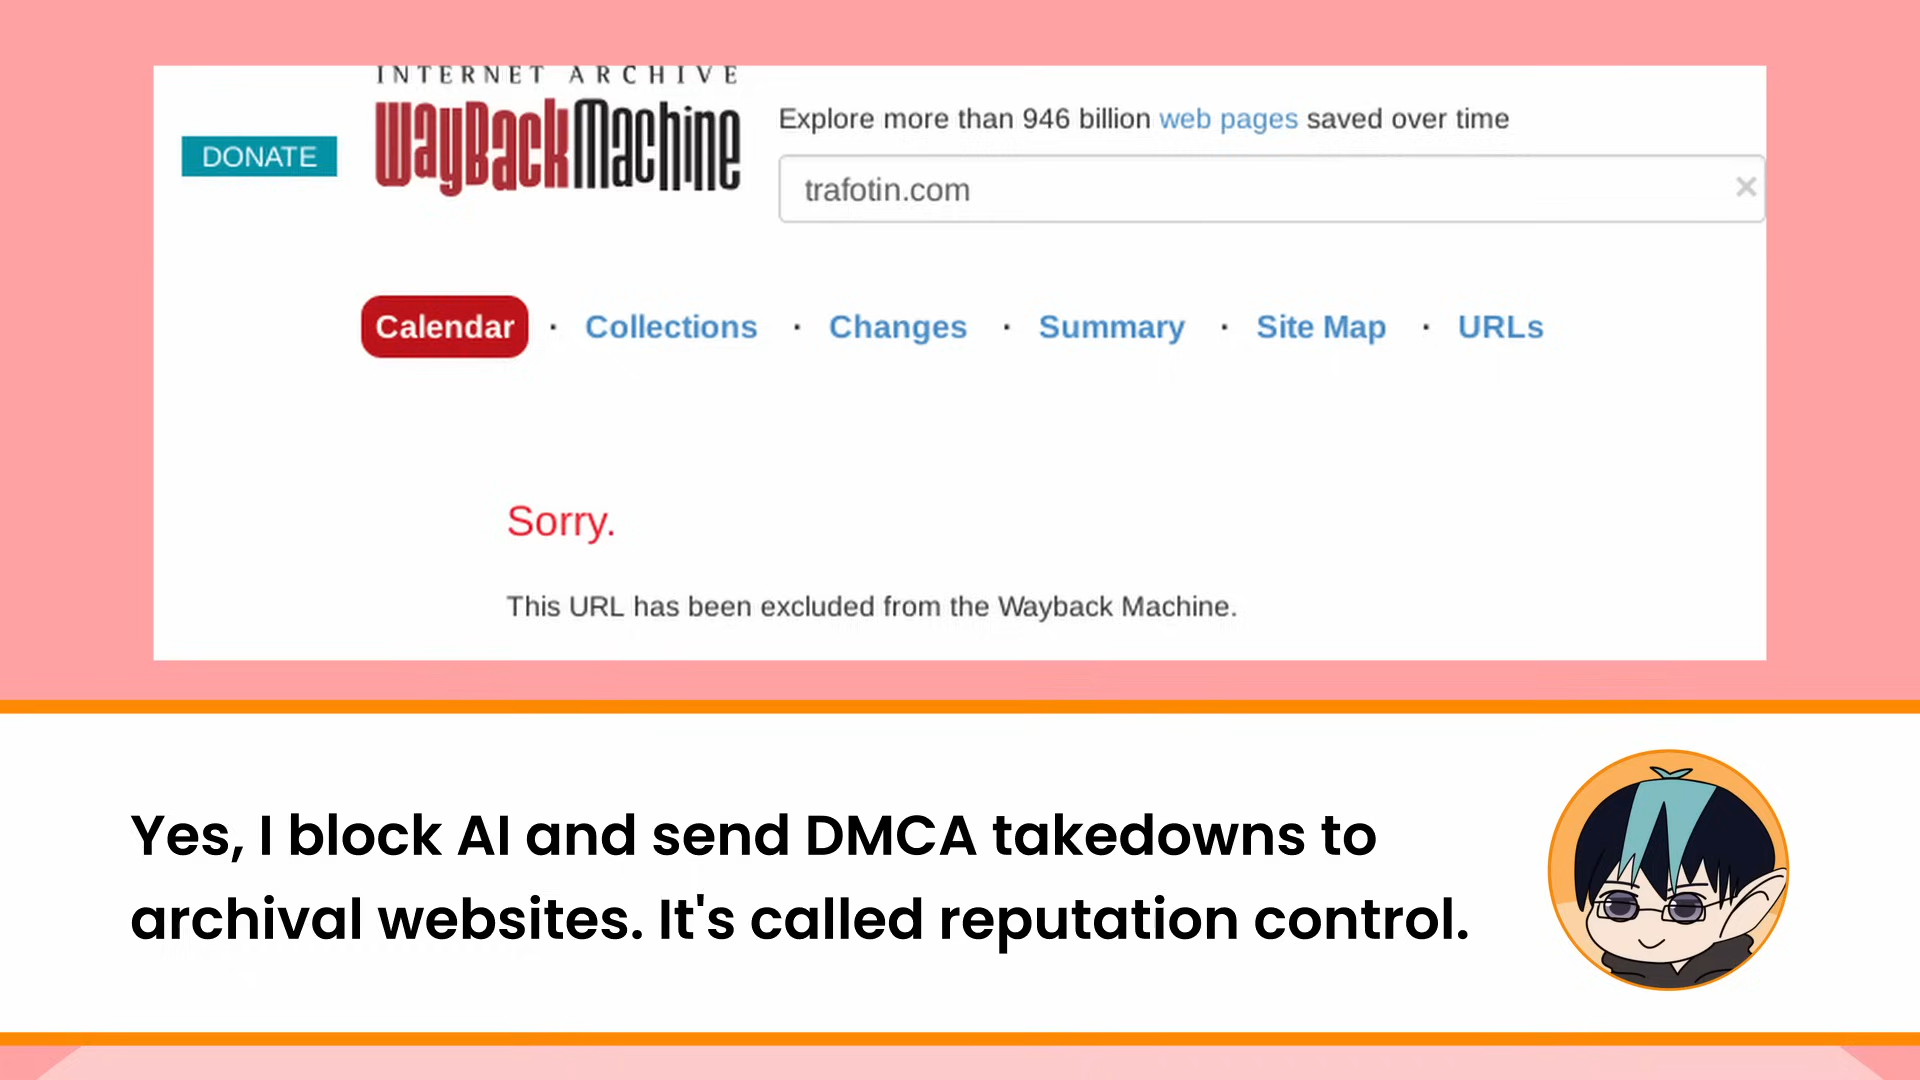 INTERNET ARCHIVE
WayBackMachine
DONATE
Explore more than 946 billion web pages saved over time
trafotin.com ×
Calendar · Collections · Changes · Summary · Site Map · URLs
Sorry.
This URL has been excluded from the Wayback Machine.
Yes, I block AI and send DMCA takedowns to
archival websites. It's called reputation control.